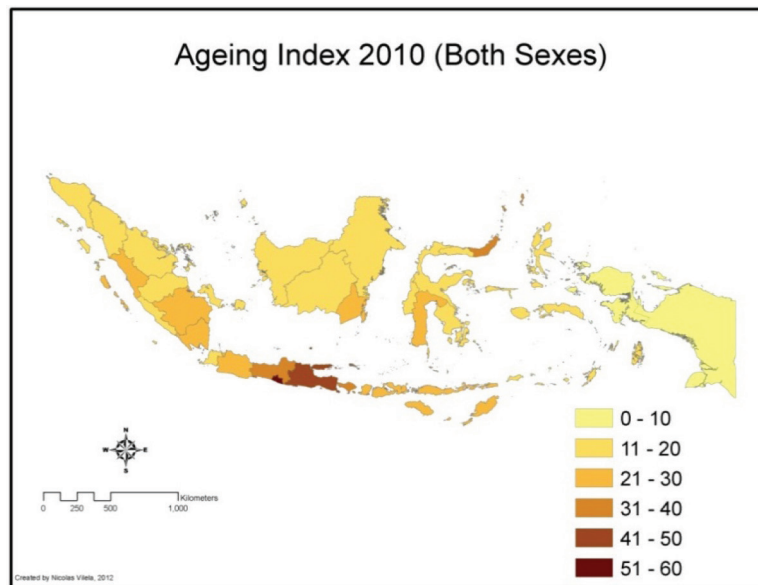 Ageing Index 2010 (Both Sexes)
0 - 10
11 - 20
21 - 30
31 - 40
41 - 50
51 - 60
N
W E
S
Kilometers
0 250 500 1,000
Created by Nicolas Vilela, 2012